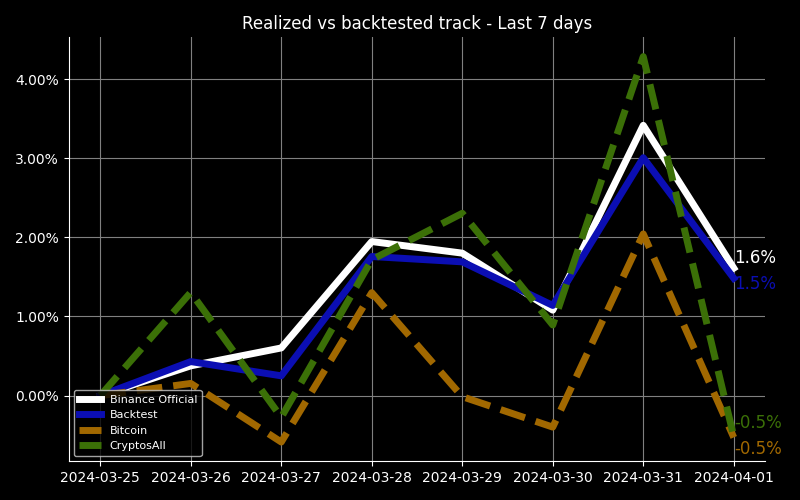 Realized vs backtested track - Last 7 days
4.00%
3.00%
2.00%
1.00%
0.00%
1.6%
1.5%
-0.5%
-0.5%
Binance Official
Backtest
Bitcoin
CryptosAll
2024-03-25 2024-03-26 2024-03-27 2024-03-28 2024-03-29 2024-03-30 2024-03-31 2024-04-01